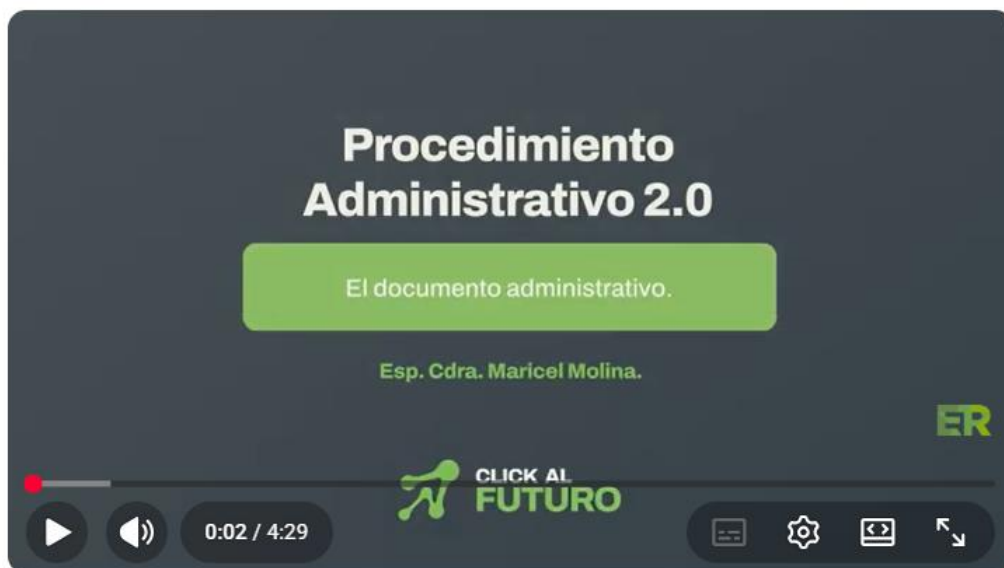 Procedimiento
Administrativo 2.0
El documento administrativo.
Esp. Cdra. Maricel Molina.
ER
CLICK AL
FUTURO
0:02 / 4:29